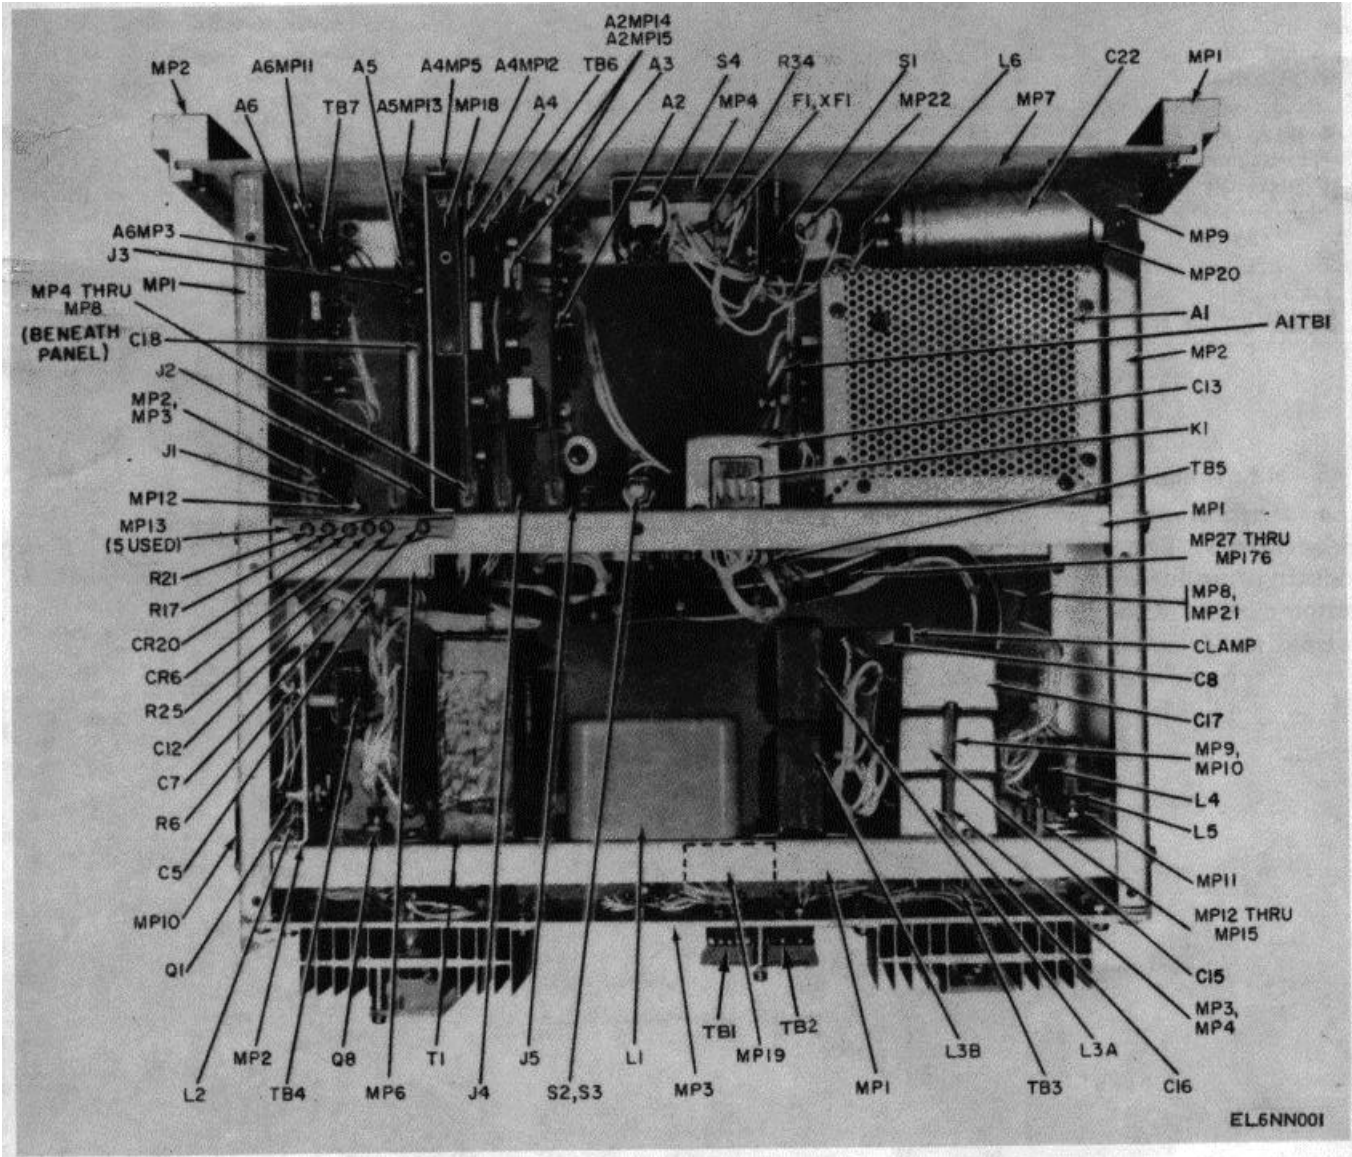 A2MP14
A2MP15
MP2
A6MP11
A5
A4MP5
A4MP12
TB6
A3
S4
R34
S1
L6
C22
MP1
A6
TB7
A5MP13
MP18
A4
A2
MP4
F1, XF1
MP22
MP7
A6MP3
J3
MP1
MP4 THRU
MP8
(BENEATH
PANEL)
C18
J2
MP2,
MP3
J1
MP12
MP13
(5 USED)
R21
R17
CR20
CR6
R25
C12
C7
R6
C5
MP10
Q1
MP9
MP20
A1
A1TB1
MP2
C13
K1
TB5
MP1
MP27 THRU
MP176
MP8,
MP21
CLAMP
C8
C17
MP9,
MP10
L4
L5
MP11
MP12 THRU
MP15
C15
MP3,
MP4
TB1
TB2
MP2
Q8
T1
J5
L1
MP19
L3B
L3A
L2
TB4
MP6
J4
S2, S3
MP3
MP1
TB3
C16
EL6NN001